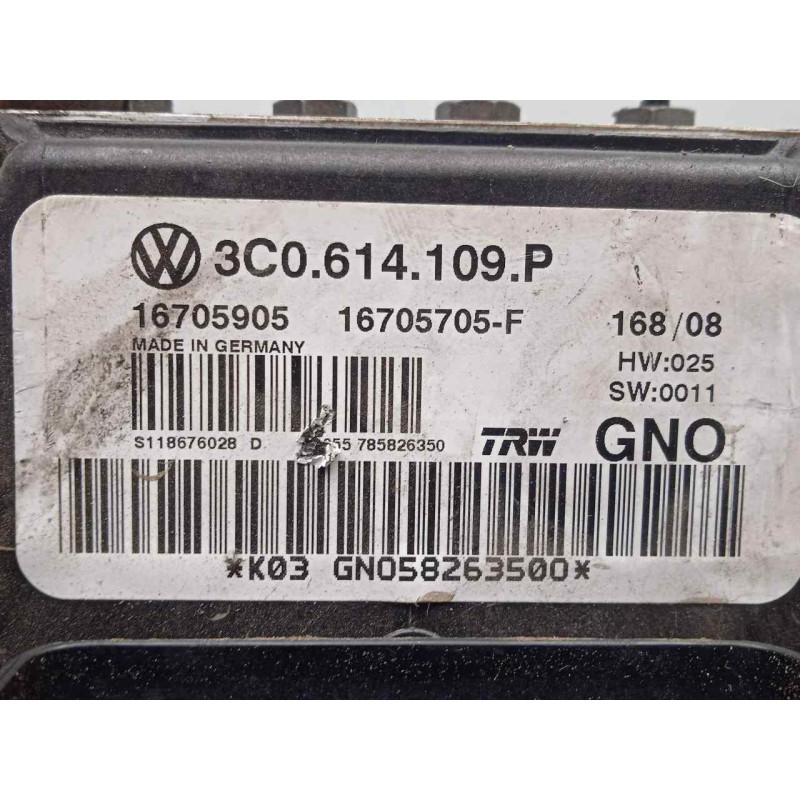 3C0.614.109.P
16705905 16705705-F 168/08
MADE IN GERMANY
HW:025
SW:0011
S118676028 D 785826350
TRW GNO
*K03 GNO5826350O*